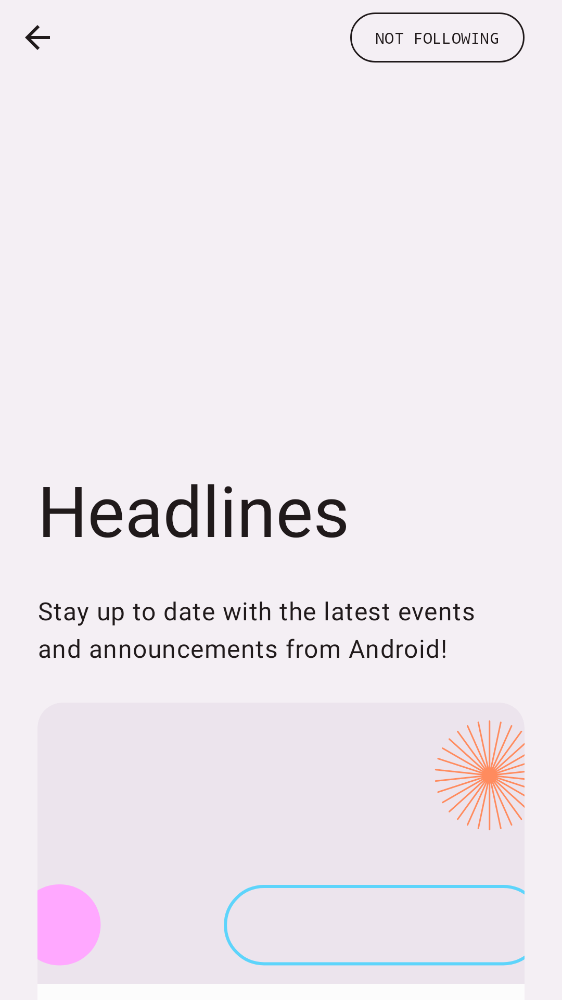 NOT FOLLOWING
Headlines
Stay up to date with the latest events
and announcements from Android!